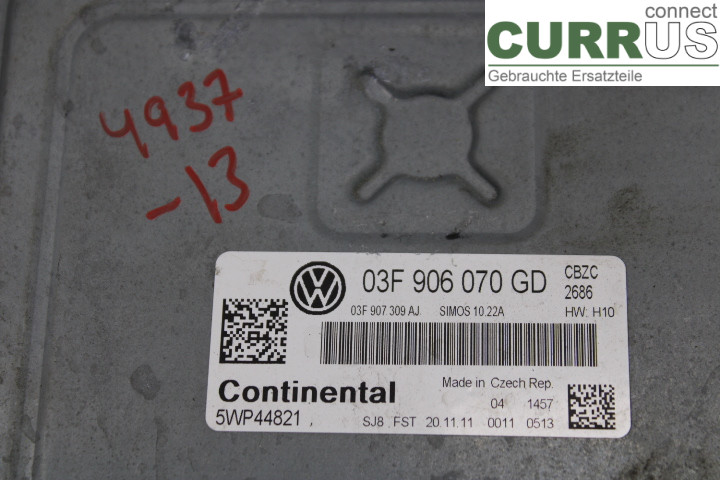 connect
CURRUS
Gebrauchte Ersatzteile
4937
-13
03F 906 070 GD
CBZC
2686
03F 907 309 AJ SIMOS 10.22A HW: H10
Continental
Made in Czech Rep.
04 1457
5WP44821
SJ8 FST 20.11.11 0011 0513